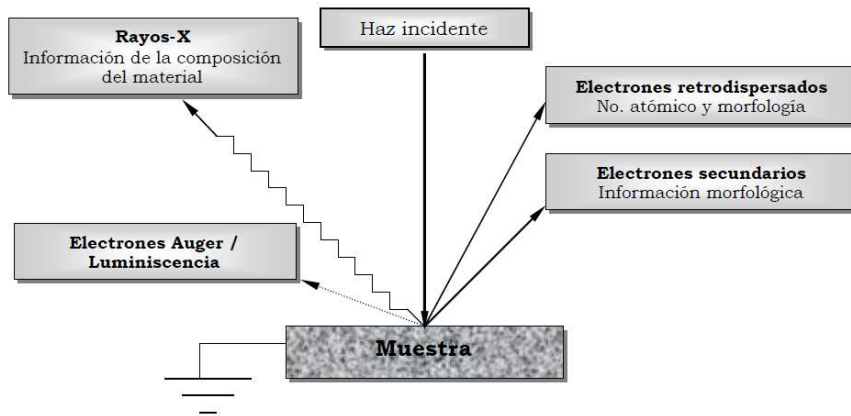 Haz incidente
Rayos-X
Información de la composición
del material
Electrones retrodispersados
No. atómico y morfología
Electrones secundarios
Información morfológica
Electrones Auger /
Luminiscencia
Muestra